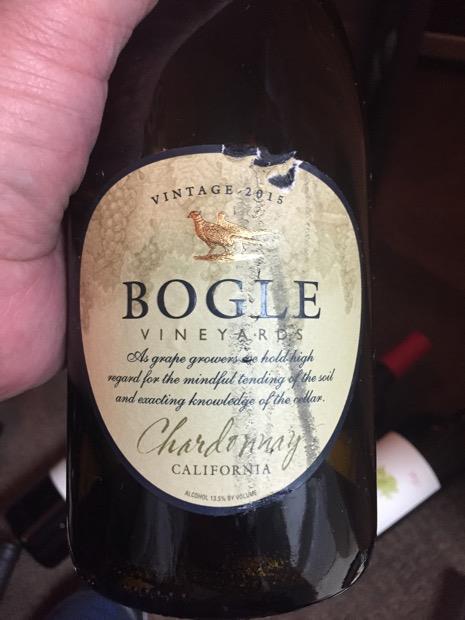 VINTAGE 2015
BOGLE
VINEYARDS
As grape growers we hold high
regard for the mindful tending of the soil
and exacting knowledge of the cellar.
Chardonnay
CALIFORNIA
ALCOHOL 13.5% BY VOLUME